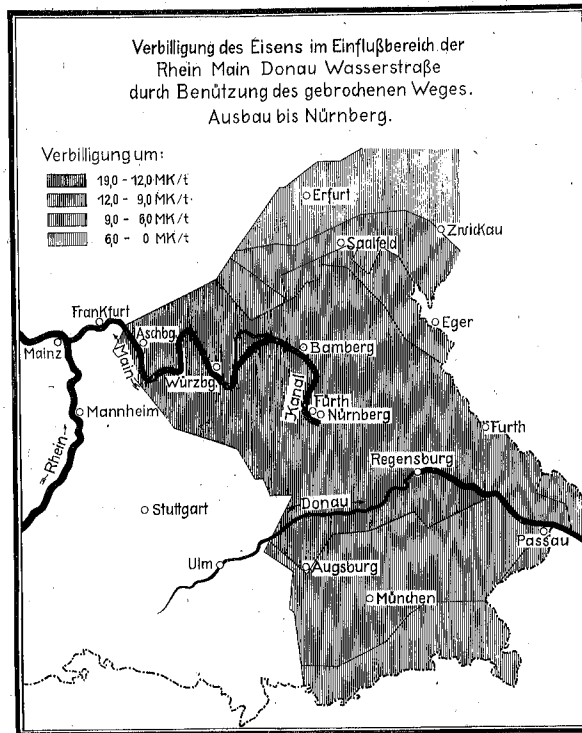 Verbilligung des Eisens im Einflußbereich der
Rhein Main Donau Wasserstraße
durch Benützung des gebrochenen Weges.
Ausbau bis Nürnberg.
Verbilligung um:
19,0 - 12,0 MK/t
12,0 - 9,0 MK/t
9,0 - 6,0 MK/t
6,0 - 0 MK/t
Erfurt
Zwickau
Saalfeld
Frankfurt
Eger
Aschbg.
Mainz
Bamberg
Main
Würzbg.
Kanal
Mannheim
Fürth
Nürnberg
Furth
Rhein
Regensburg
Donau
Stuttgart
Passau
Ulm
Augsburg
München